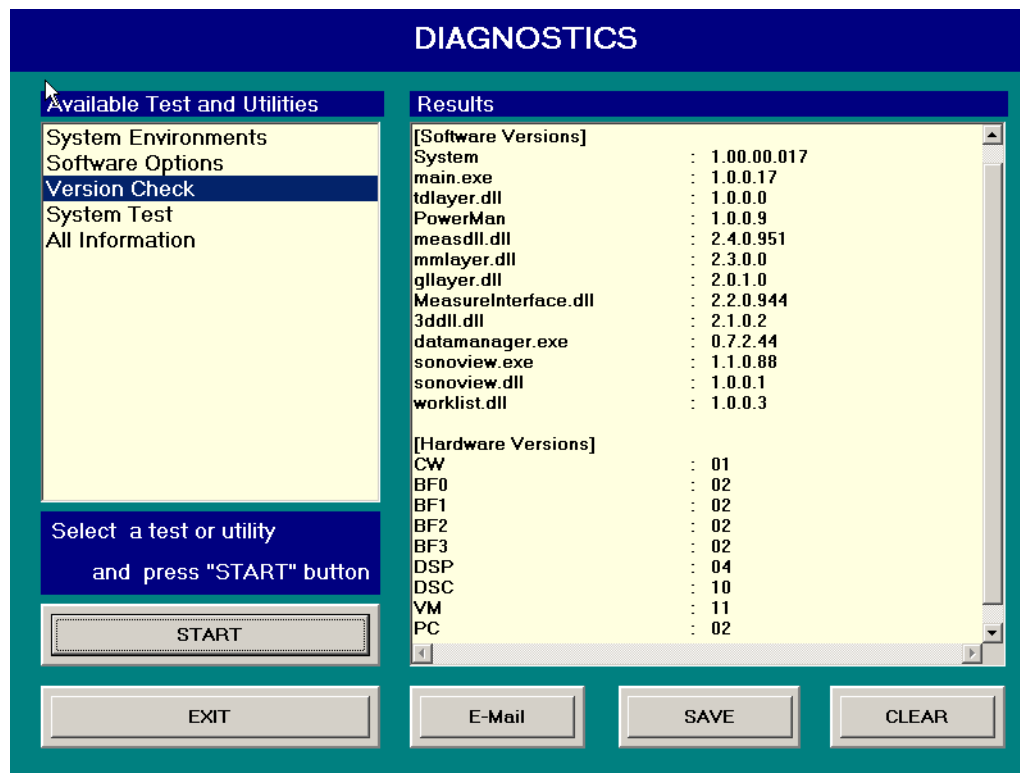 DIAGNOSTICS
Available Test and Utilities
System Environments
Software Options
Version Check
System Test
All Information
Select a test or utility
and press "START" button
START
EXIT
Results
[Software Versions]
System : 1.00.00.017
main.exe : 1.0.0.17
tdlayer.dll : 1.0.0.0
PowerMan : 1.0.0.9
measdll.dll : 2.4.0.951
mmlayer.dll : 2.3.0.0
gllayer.dll : 2.0.1.0
MeasureInterface.dll : 2.2.0.944
3ddll.dll : 2.1.0.2
datamanager.exe : 0.7.2.44
sonoview.exe : 1.1.0.88
sonoview.dll : 1.0.0.1
worklist.dll : 1.0.0.3
[Hardware Versions]
CW : 01
BF0 : 02
BF1 : 02
BF2 : 02
BF3 : 02
DSP : 04
DSC : 10
VM : 11
PC : 02
E-Mail
SAVE
CLEAR